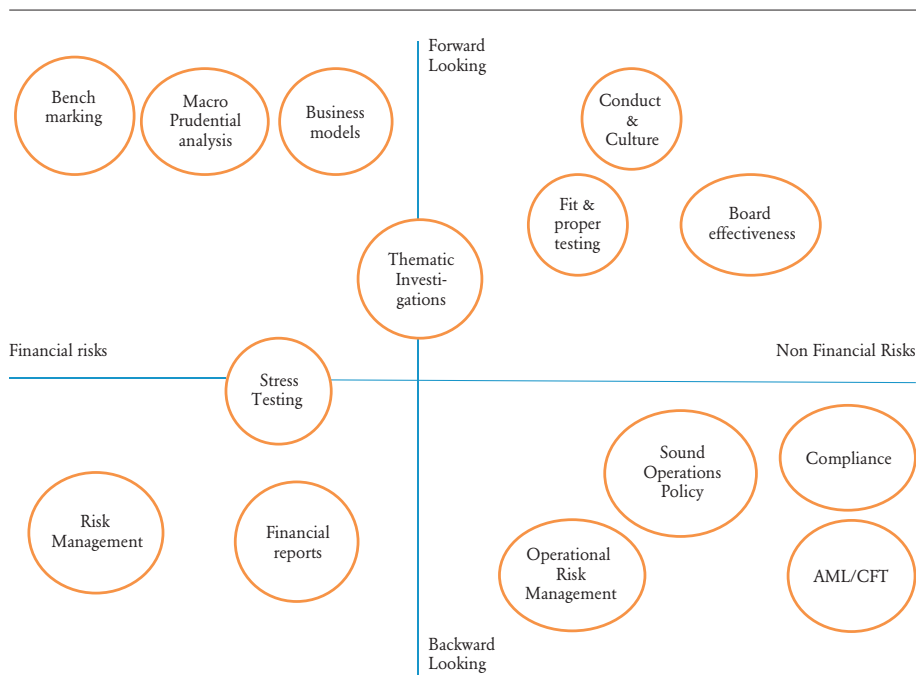 Forward
Looking
Bench
marking
Macro
Prudential
analysis
Business
models
Conduct
&
Culture
Fit &
proper
testing
Board
effectiveness
Thematic
Investi-
gations
Financial risks
Non Financial Risks
Stress
Testing
Sound
Operations
Policy
Compliance
Risk
Management
Financial
reports
Operational
Risk
Management
AML/CFT
Backward
Looking